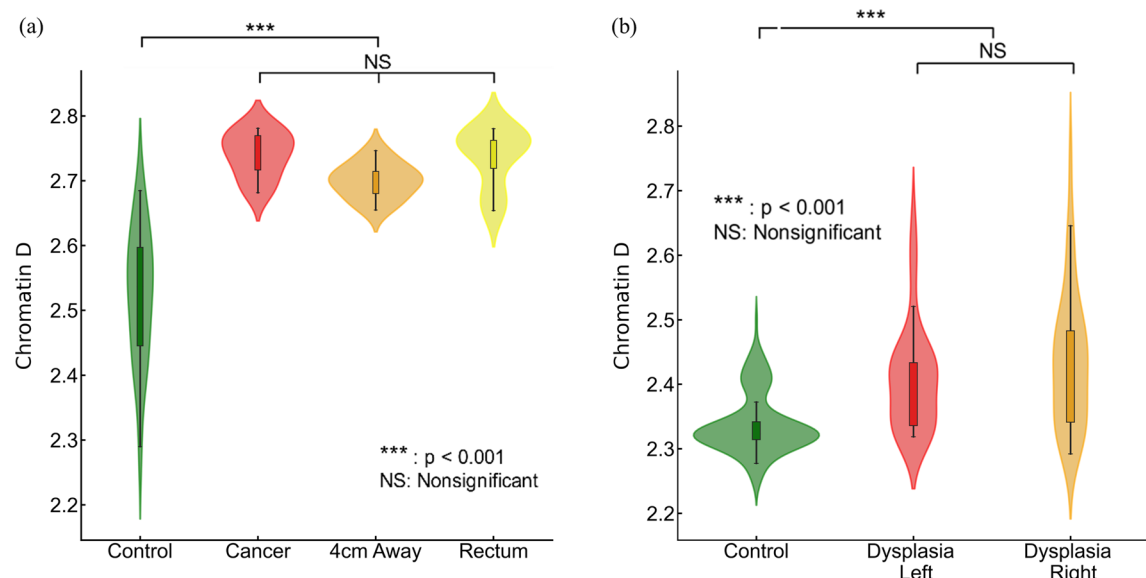 (a)
***
NS
Chromatin D
2.8
2.7
2.6
2.5
2.4
2.3
2.2
*** : p < 0.001
NS: Nonsignificant
Control
Cancer
4cm Away
Rectum
(b)
***
NS
Chromatin D
2.8
2.7
2.6
2.5
2.4
2.3
2.2
*** : p < 0.001
NS: Nonsignificant
Control
Dysplasia
Left
Dysplasia
Right